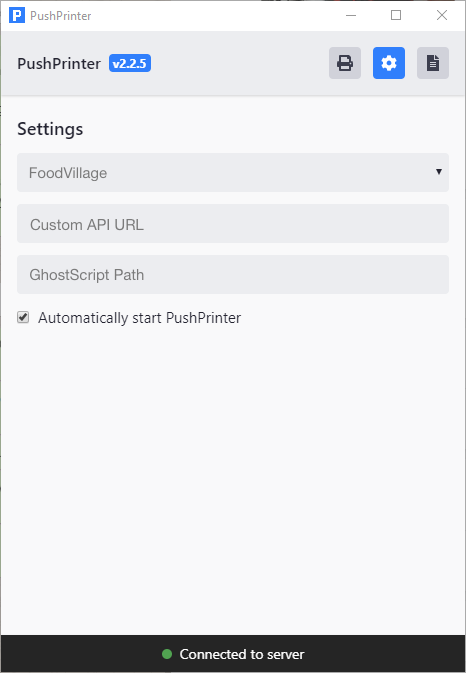 P PushPrinter
PushPrinter v2.2.5
Settings
FoodVillage
Custom API URL
GhostScript Path
Automatically start PushPrinter
Connected to server